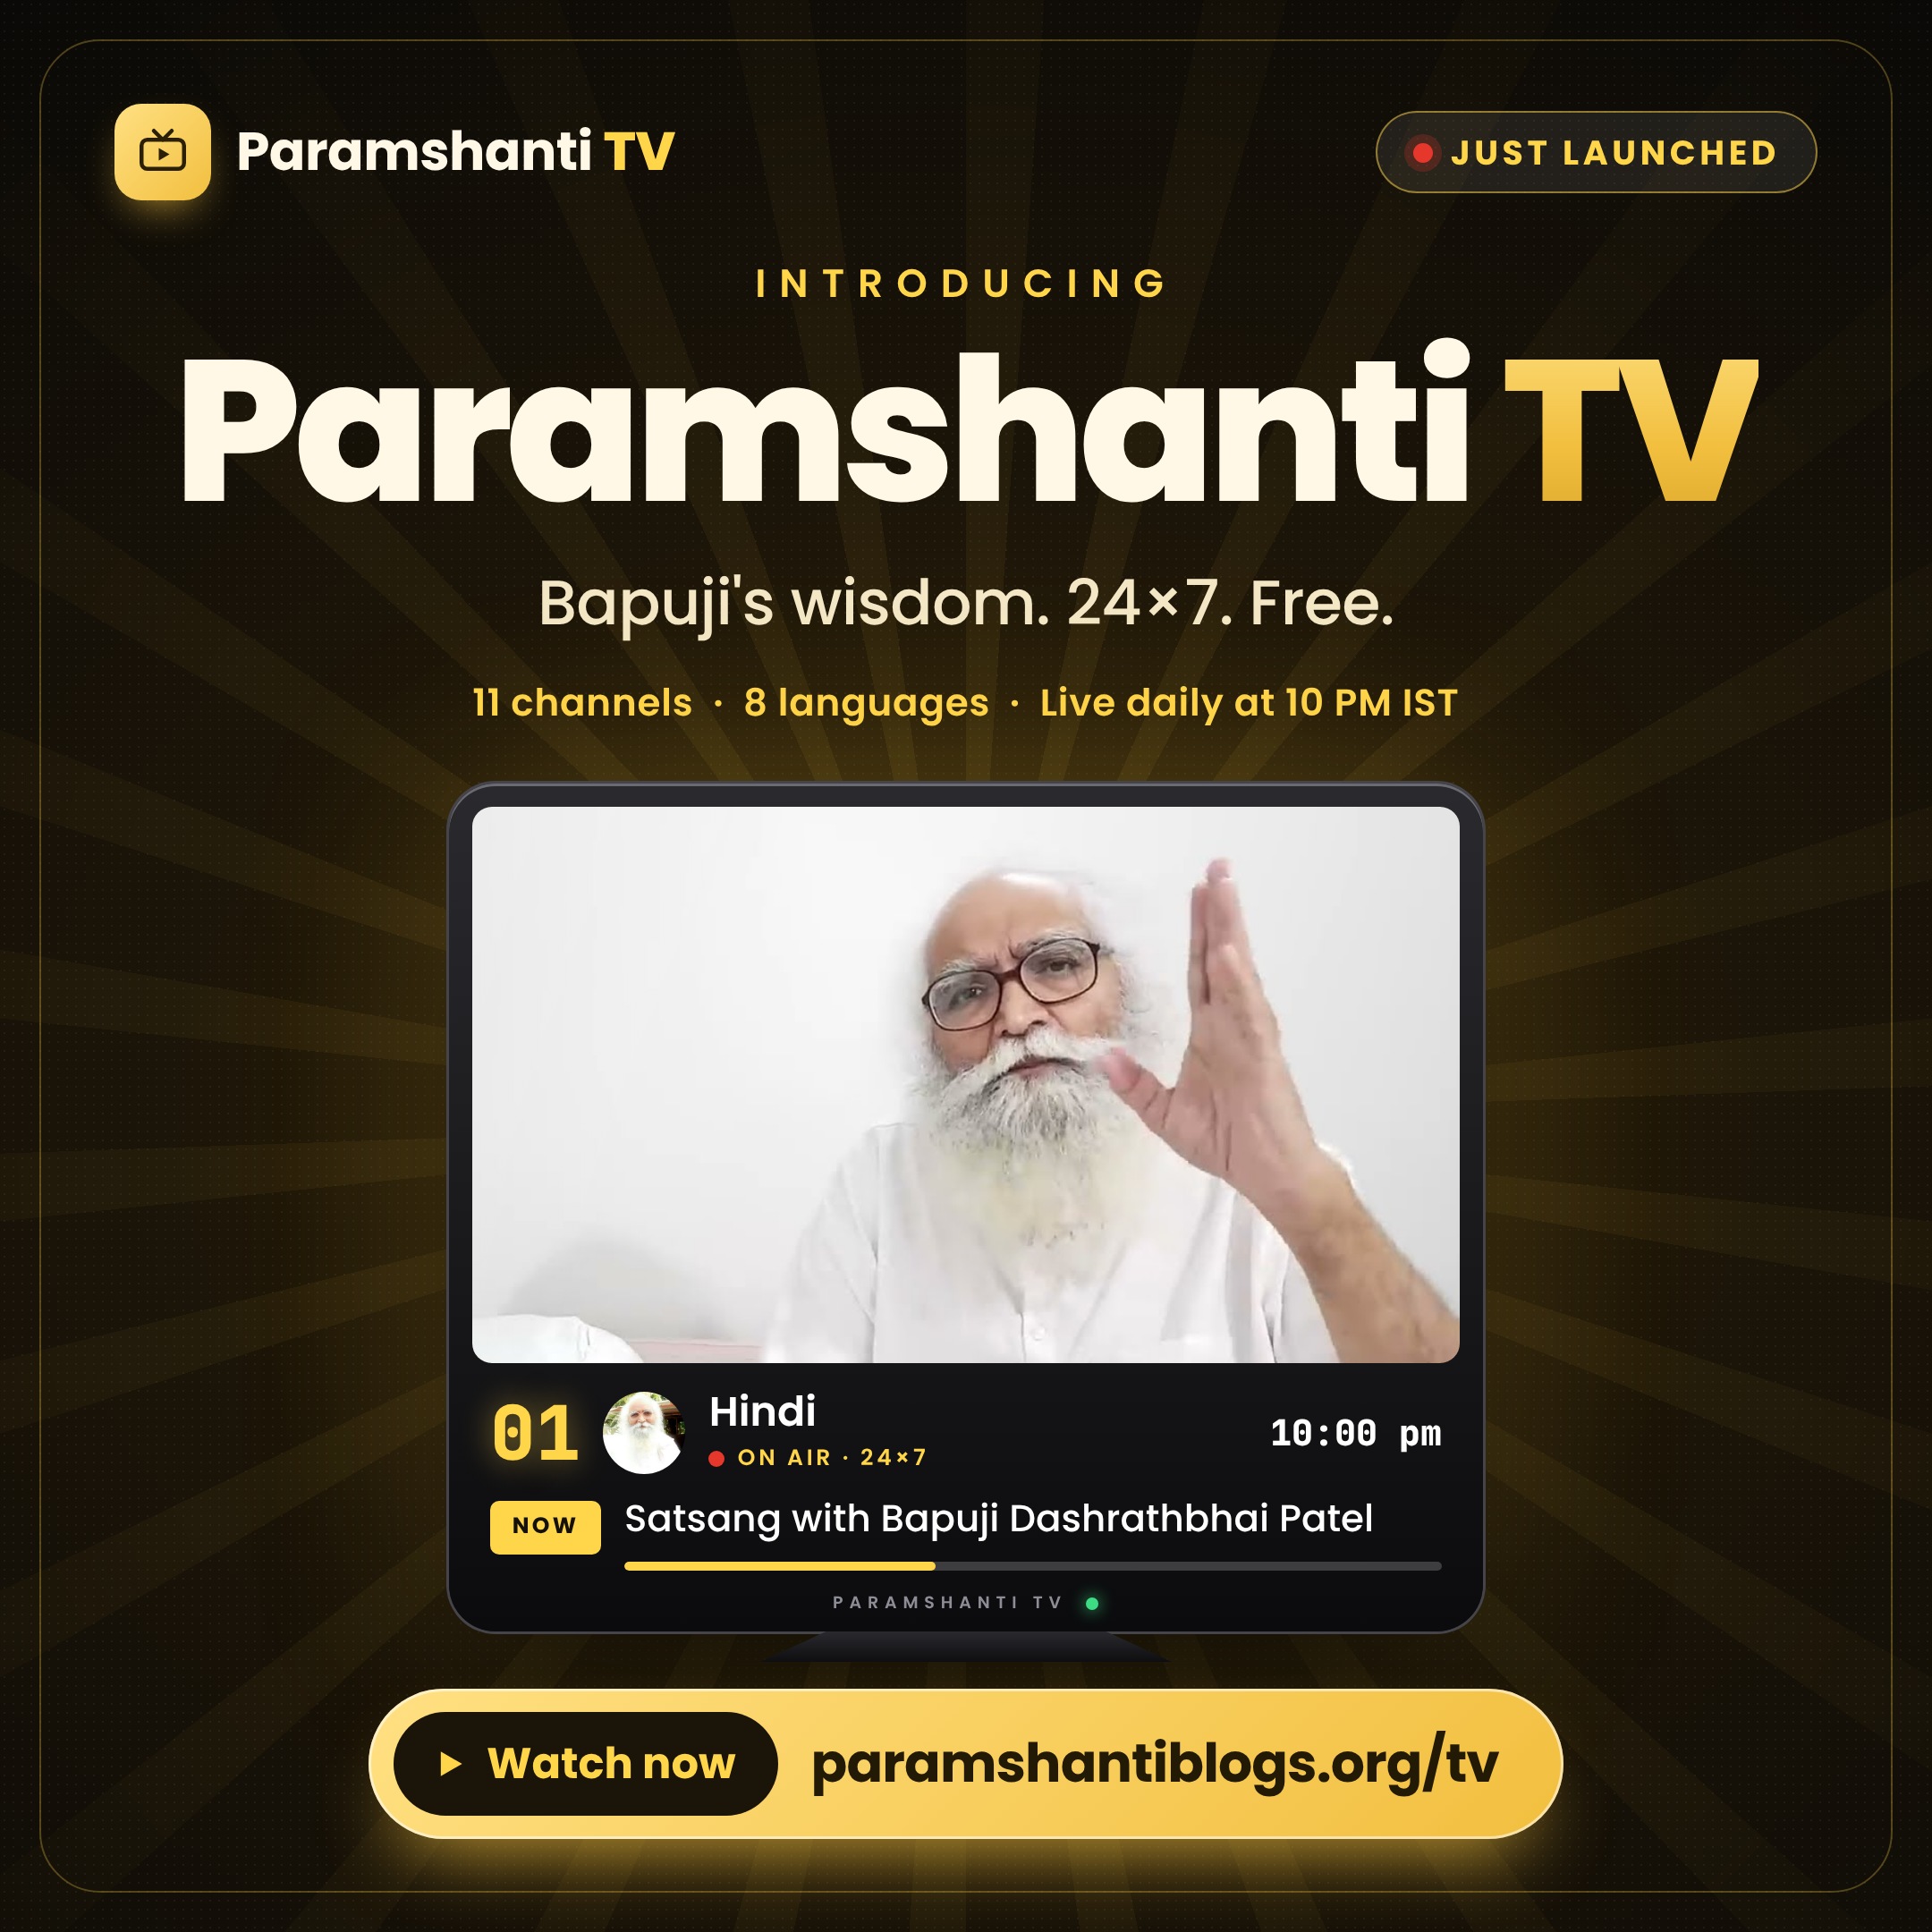 Paramshanti TV
JUST LAUNCHED
INTRODUCING
Paramshanti TV
Bapuji's wisdom. 24×7. Free.
11 channels · 8 languages · Live daily at 10 PM IST
01
Hindi
ON AIR · 24×7
10:00 pm
NOW
Satsang with Bapuji Dashrathbhai Patel
PARAMSHANTI TV
Watch now
paramshantiblogs.org/tv